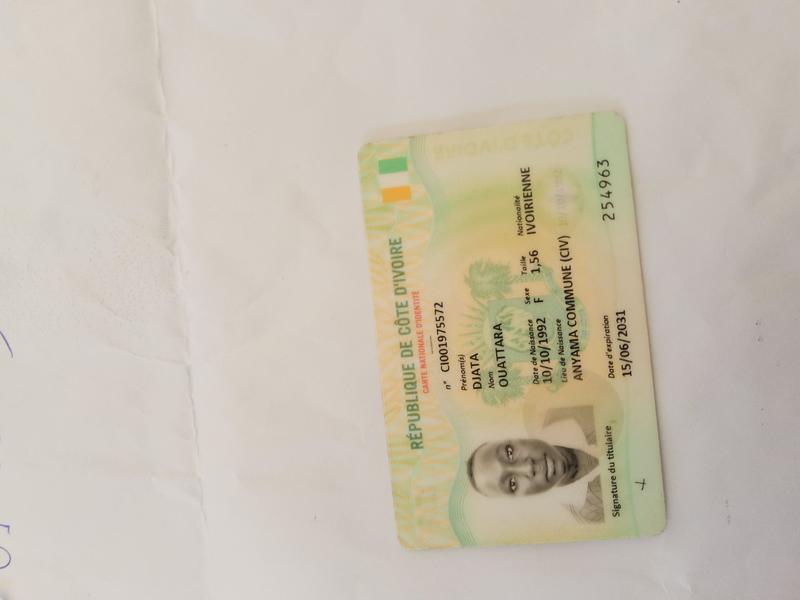 RÉPUBLIQUE DE CÔTE D'IVOIRE
CARTE NATIONALE D'IDENTITÉ
n° CI001975572
Prénom(s)
DJATA
Nom
OUATTARA
Date de Naissance Sexe Taille Nationalité
10/10/1992 F 1,56 IVOIRIENNE
Lieu de Naissance
ANYAMA COMMUNE (CIV)
Signature du titulaire
Date d'expiration
15/06/2031
254963
CÔTE D'IVOIRE